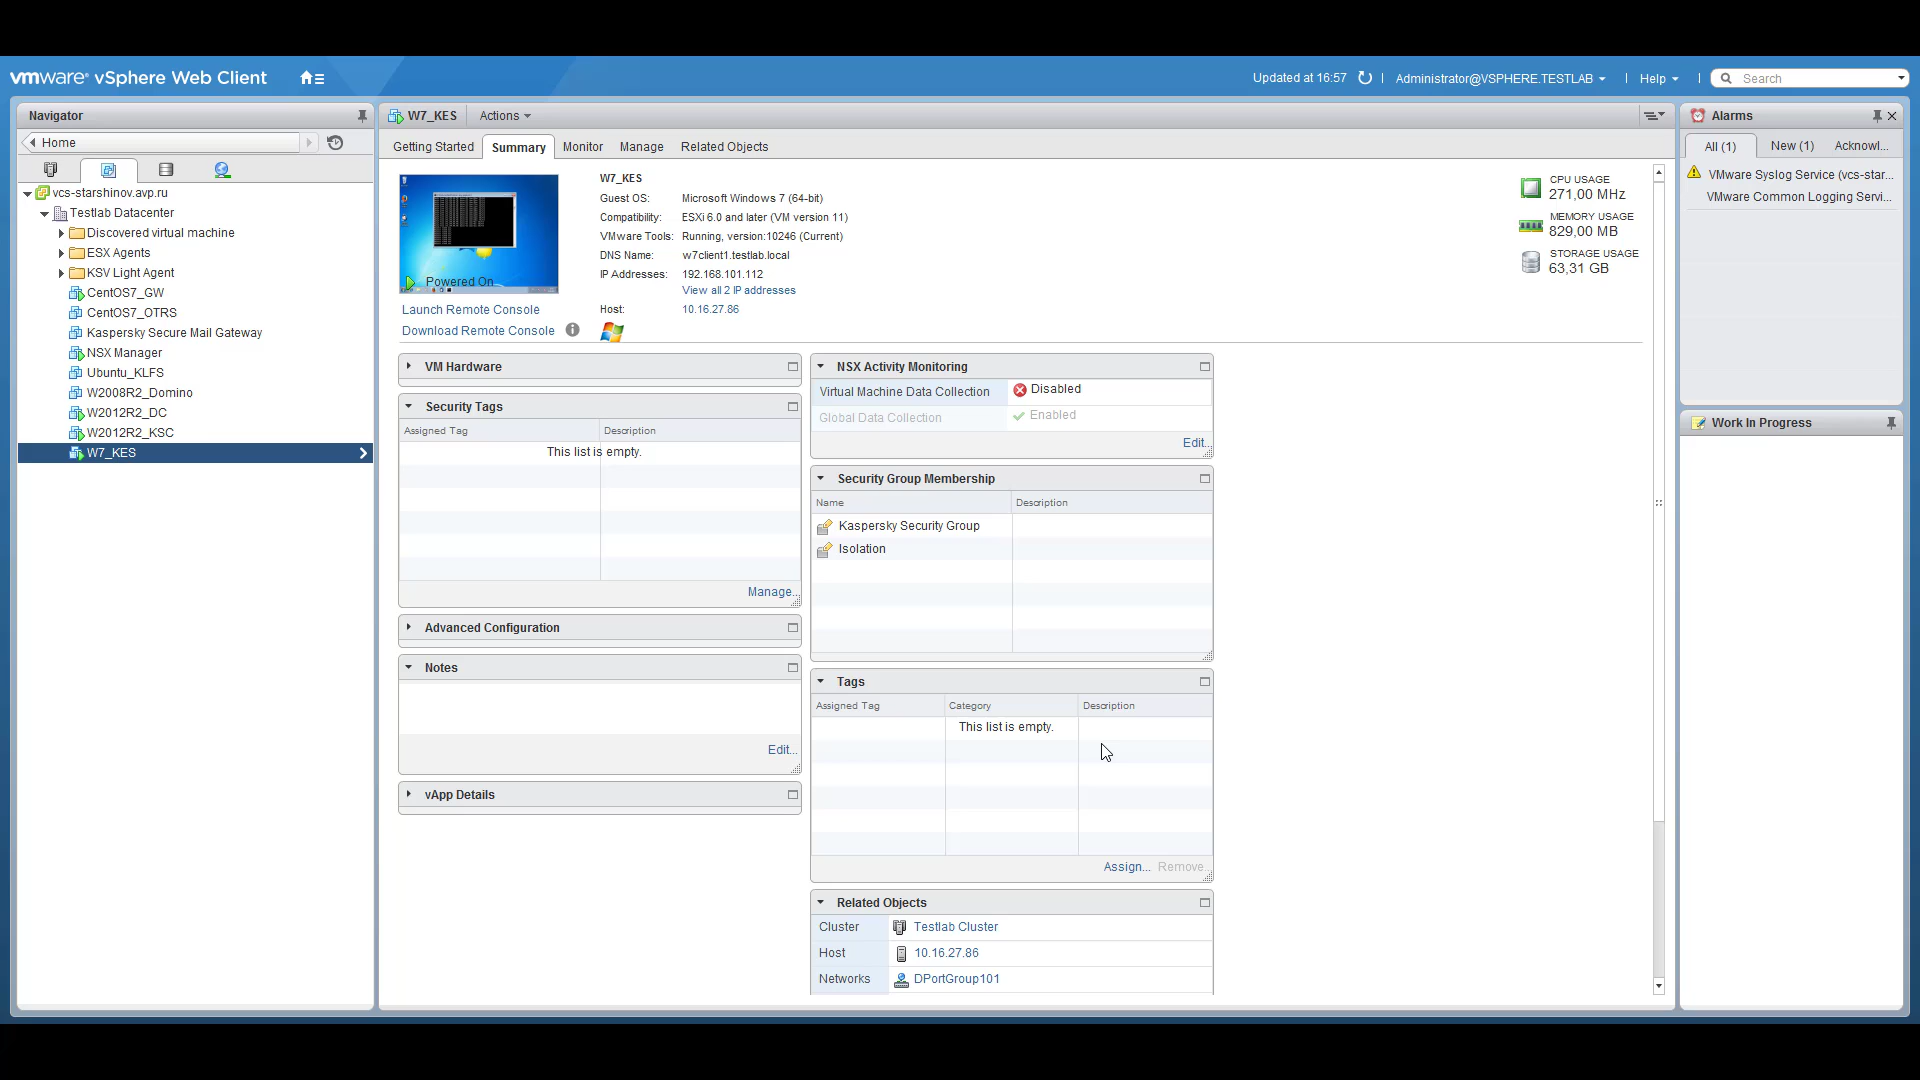 vmware® vSphere Web Client
Updated at 16:57
Administrator@VSPHERE.TESTLAB
Help
Search
Navigator
Home
vcs-starshinov.avp.ru
Testlab Datacenter
Discovered virtual machine
ESX Agents
KSV Light Agent
CentOS7_GW
CentOS7_OTRS
Kaspersky Secure Mail Gateway
NSX Manager
Ubuntu_KLFS
W2008R2_Domino
W2012R2_DC
W2012R2_KSC
W7_KES
W7_KES
Actions
Getting Started
Summary
Monitor
Manage
Related Objects
Powered On
Launch Remote Console
Download Remote Console
W7_KES
Guest OS: Microsoft Windows 7 (64-bit)
Compatibility: ESXi 6.0 and later (VM version 11)
VMware Tools: Running, version:10246 (Current)
DNS Name: w7client1.testlab.local
IP Addresses: 192.168.101.112
View all 2 IP addresses
Host: 10.16.27.86
CPU USAGE
271,00 MHz
MEMORY USAGE
829,00 MB
STORAGE USAGE
63,31 GB
VM Hardware
Security Tags
Assigned Tag Description
This list is empty.
Manage...
Advanced Configuration
Notes
Edit...
vApp Details
NSX Activity Monitoring
Virtual Machine Data Collection Disabled
Global Data Collection Enabled
Edit...
Security Group Membership
Name Description
Kaspersky Security Group
Isolation
Tags
Assigned Tag Category Description
This list is empty.
Assign... Remove...
Related Objects
Cluster Testlab Cluster
Host 10.16.27.86
Networks DPortGroup101
Alarms
All (1) New (1) Acknowl...
VMware Syslog Service (vcs-star...
VMware Common Logging Servi...
Work In Progress